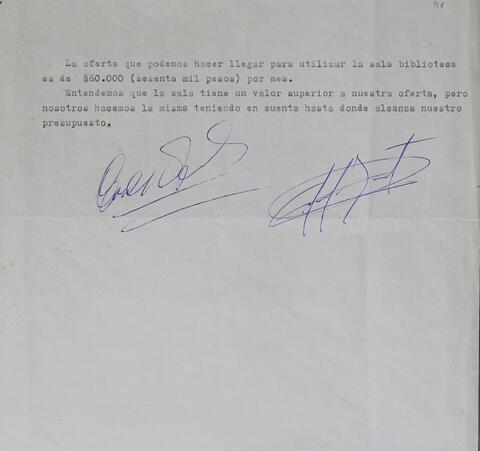 91
La oferta que podemos hacer llegar para utilizar la sala biblioteca
es de $60.000 (sesenta mil pesos) por mes.
Entendemos que la sala tiene un valor superior a nuestra oferta, pero
nosotros hacemos la misma teniendo en cuenta hasta donde alcanza nuestro
presupuesto.